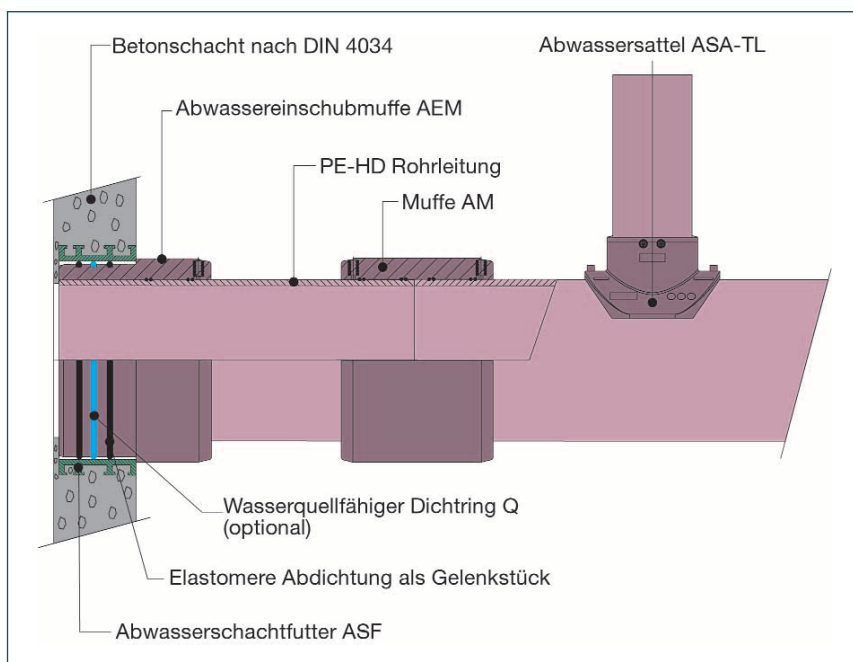 Betonschacht nach DIN 4034
Abwassersattel ASA-TL
Abwassereinschubmuffe AEM
PE-HD Rohrleitung
Muffe AM
Wasserquellfähiger Dichtring Q
(optional)
Elastomere Abdichtung als Gelenkstück
Abwasserschachtfutter ASF